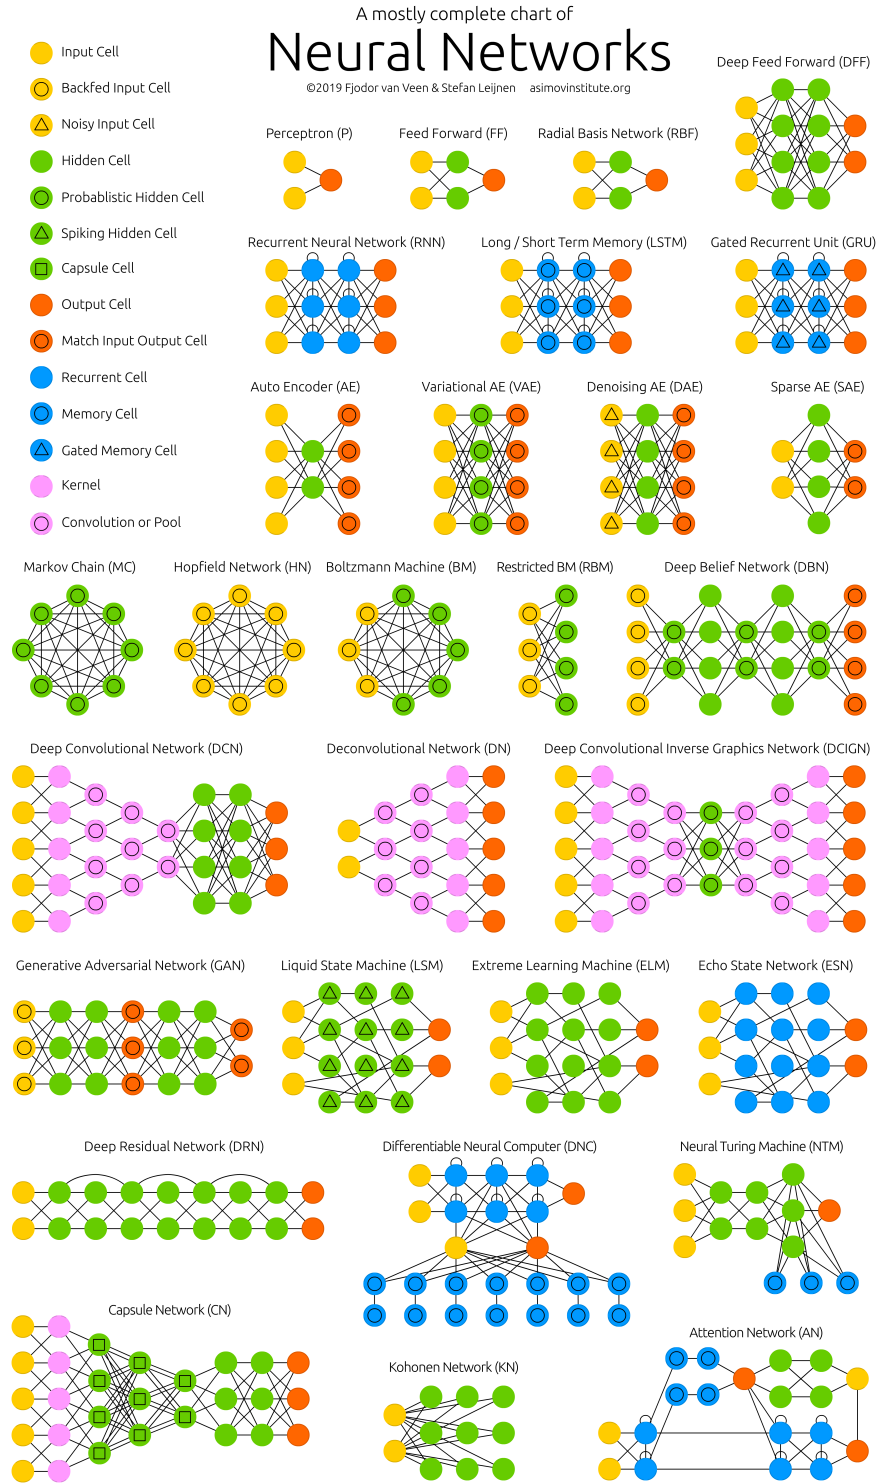 A mostly complete chart of
Neural Networks
©2019 Fjodor van Veen & Stefan Leijnen asimovinstitute.org
Input Cell
Backfed Input Cell
Noisy Input Cell
Hidden Cell
Probablistic Hidden Cell
Spiking Hidden Cell
Capsule Cell
Output Cell
Match Input Output Cell
Recurrent Cell
Memory Cell
Gated Memory Cell
Kernel
Convolution or Pool
Deep Feed Forward (DFF)
Perceptron (P)
Feed Forward (FF)
Radial Basis Network (RBF)
Recurrent Neural Network (RNN)
Long / Short Term Memory (LSTM)
Gated Recurrent Unit (GRU)
Auto Encoder (AE)
Variational AE (VAE)
Denoising AE (DAE)
Sparse AE (SAE)
Markov Chain (MC)
Hopfield Network (HN)
Boltzmann Machine (BM)
Restricted BM (RBM)
Deep Belief Network (DBN)
Deep Convolutional Network (DCN)
Deconvolutional Network (DN)
Deep Convolutional Inverse Graphics Network (DCIGN)
Generative Adversarial Network (GAN)
Liquid State Machine (LSM)
Extreme Learning Machine (ELM)
Echo State Network (ESN)
Deep Residual Network (DRN)
Differentiable Neural Computer (DNC)
Neural Turing Machine (NTM)
Capsule Network (CN)
Kohonen Network (KN)
Attention Network (AN)